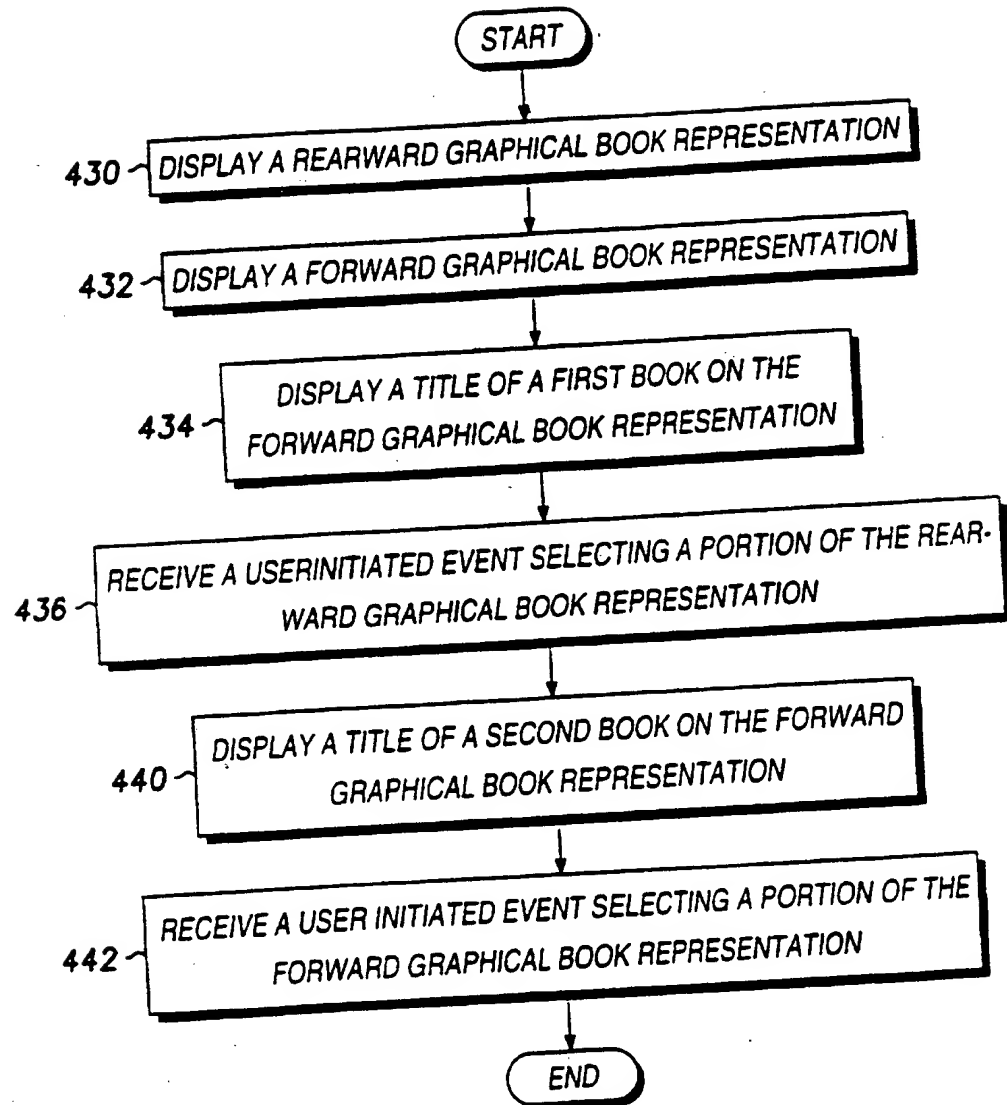 START
430 DISPLAY A REARWARD GRAPHICAL BOOK REPRESENTATION
432 DISPLAY A FORWARD GRAPHICAL BOOK REPRESENTATION
DISPLAY A TITLE OF A FIRST BOOK ON THE
434 FORWARD GRAPHICAL BOOK REPRESENTATION
RECEIVE A USERINITIATED EVENT SELECTING A PORTION OF THE REAR-
436 WARD GRAPHICAL BOOK REPRESENTATION
DISPLAY A TITLE OF A SECOND BOOK ON THE FORWARD
440 GRAPHICAL BOOK REPRESENTATION
RECEIVE A USER INITIATED EVENT SELECTING A PORTION OF THE
442 FORWARD GRAPHICAL BOOK REPRESENTATION
END